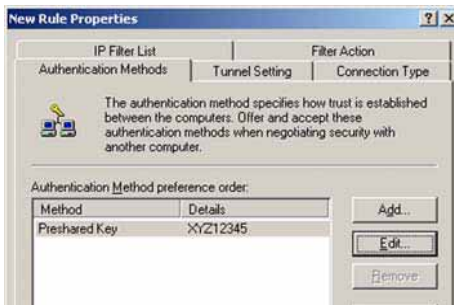 New Rule Properties
IP Filter List Filter Action
Authentication Methods Tunnel Setting Connection Type
The authentication method specifies how trust is established
between the computers. Offer and accept these
authentication methods when negotiating security with
another computer.
Authentication Method preference order:
Method Details
Preshared Key XYZ12345
Add...
Edit...
Remove